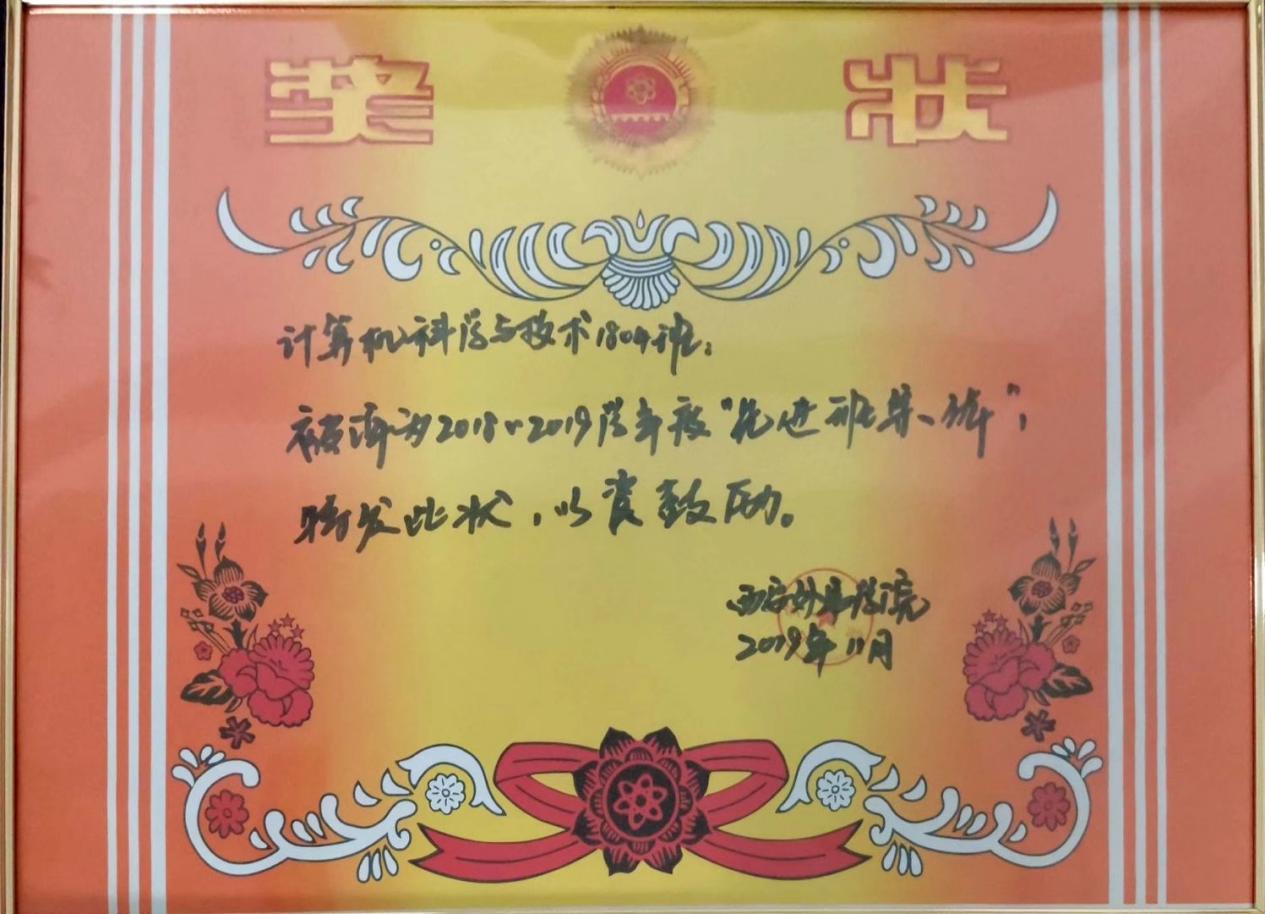 奖状
计算机科学与技术1804班：
被评为2018~2019学年度“先进班集体”，
特发此状，以资鼓励。
西安外事学院
2019年11月